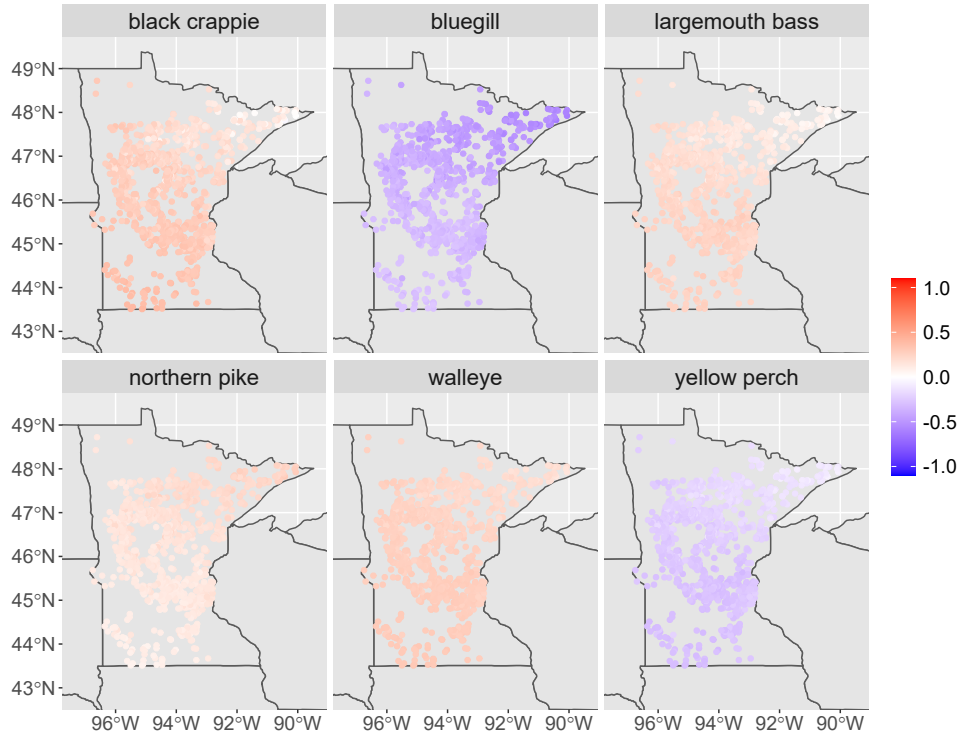 black crappie
bluegill
largemouth bass
49°N
48°N
47°N
46°N
45°N
44°N
43°N
northern pike
walleye
yellow perch
49°N
48°N
47°N
46°N
45°N
44°N
43°N
96°W 94°W 92°W 90°W
96°W 94°W 92°W 90°W
96°W 94°W 92°W 90°W
1.0
0.5
0.0
-0.5
-1.0